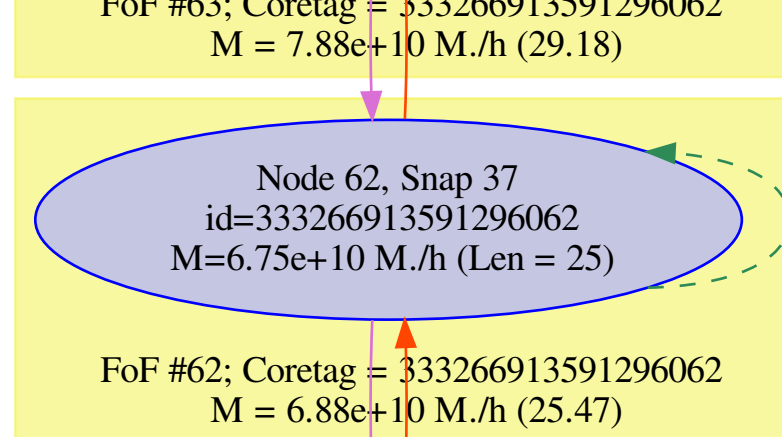 FoF #63; Coretag = 333266913591296062
M = 7.88e+10 M./h (29.18)
Node 62, Snap 37
id=333266913591296062
M=6.75e+10 M./h (Len = 25)
FoF #62; Coretag = 333266913591296062
M = 6.88e+10 M./h (25.47)